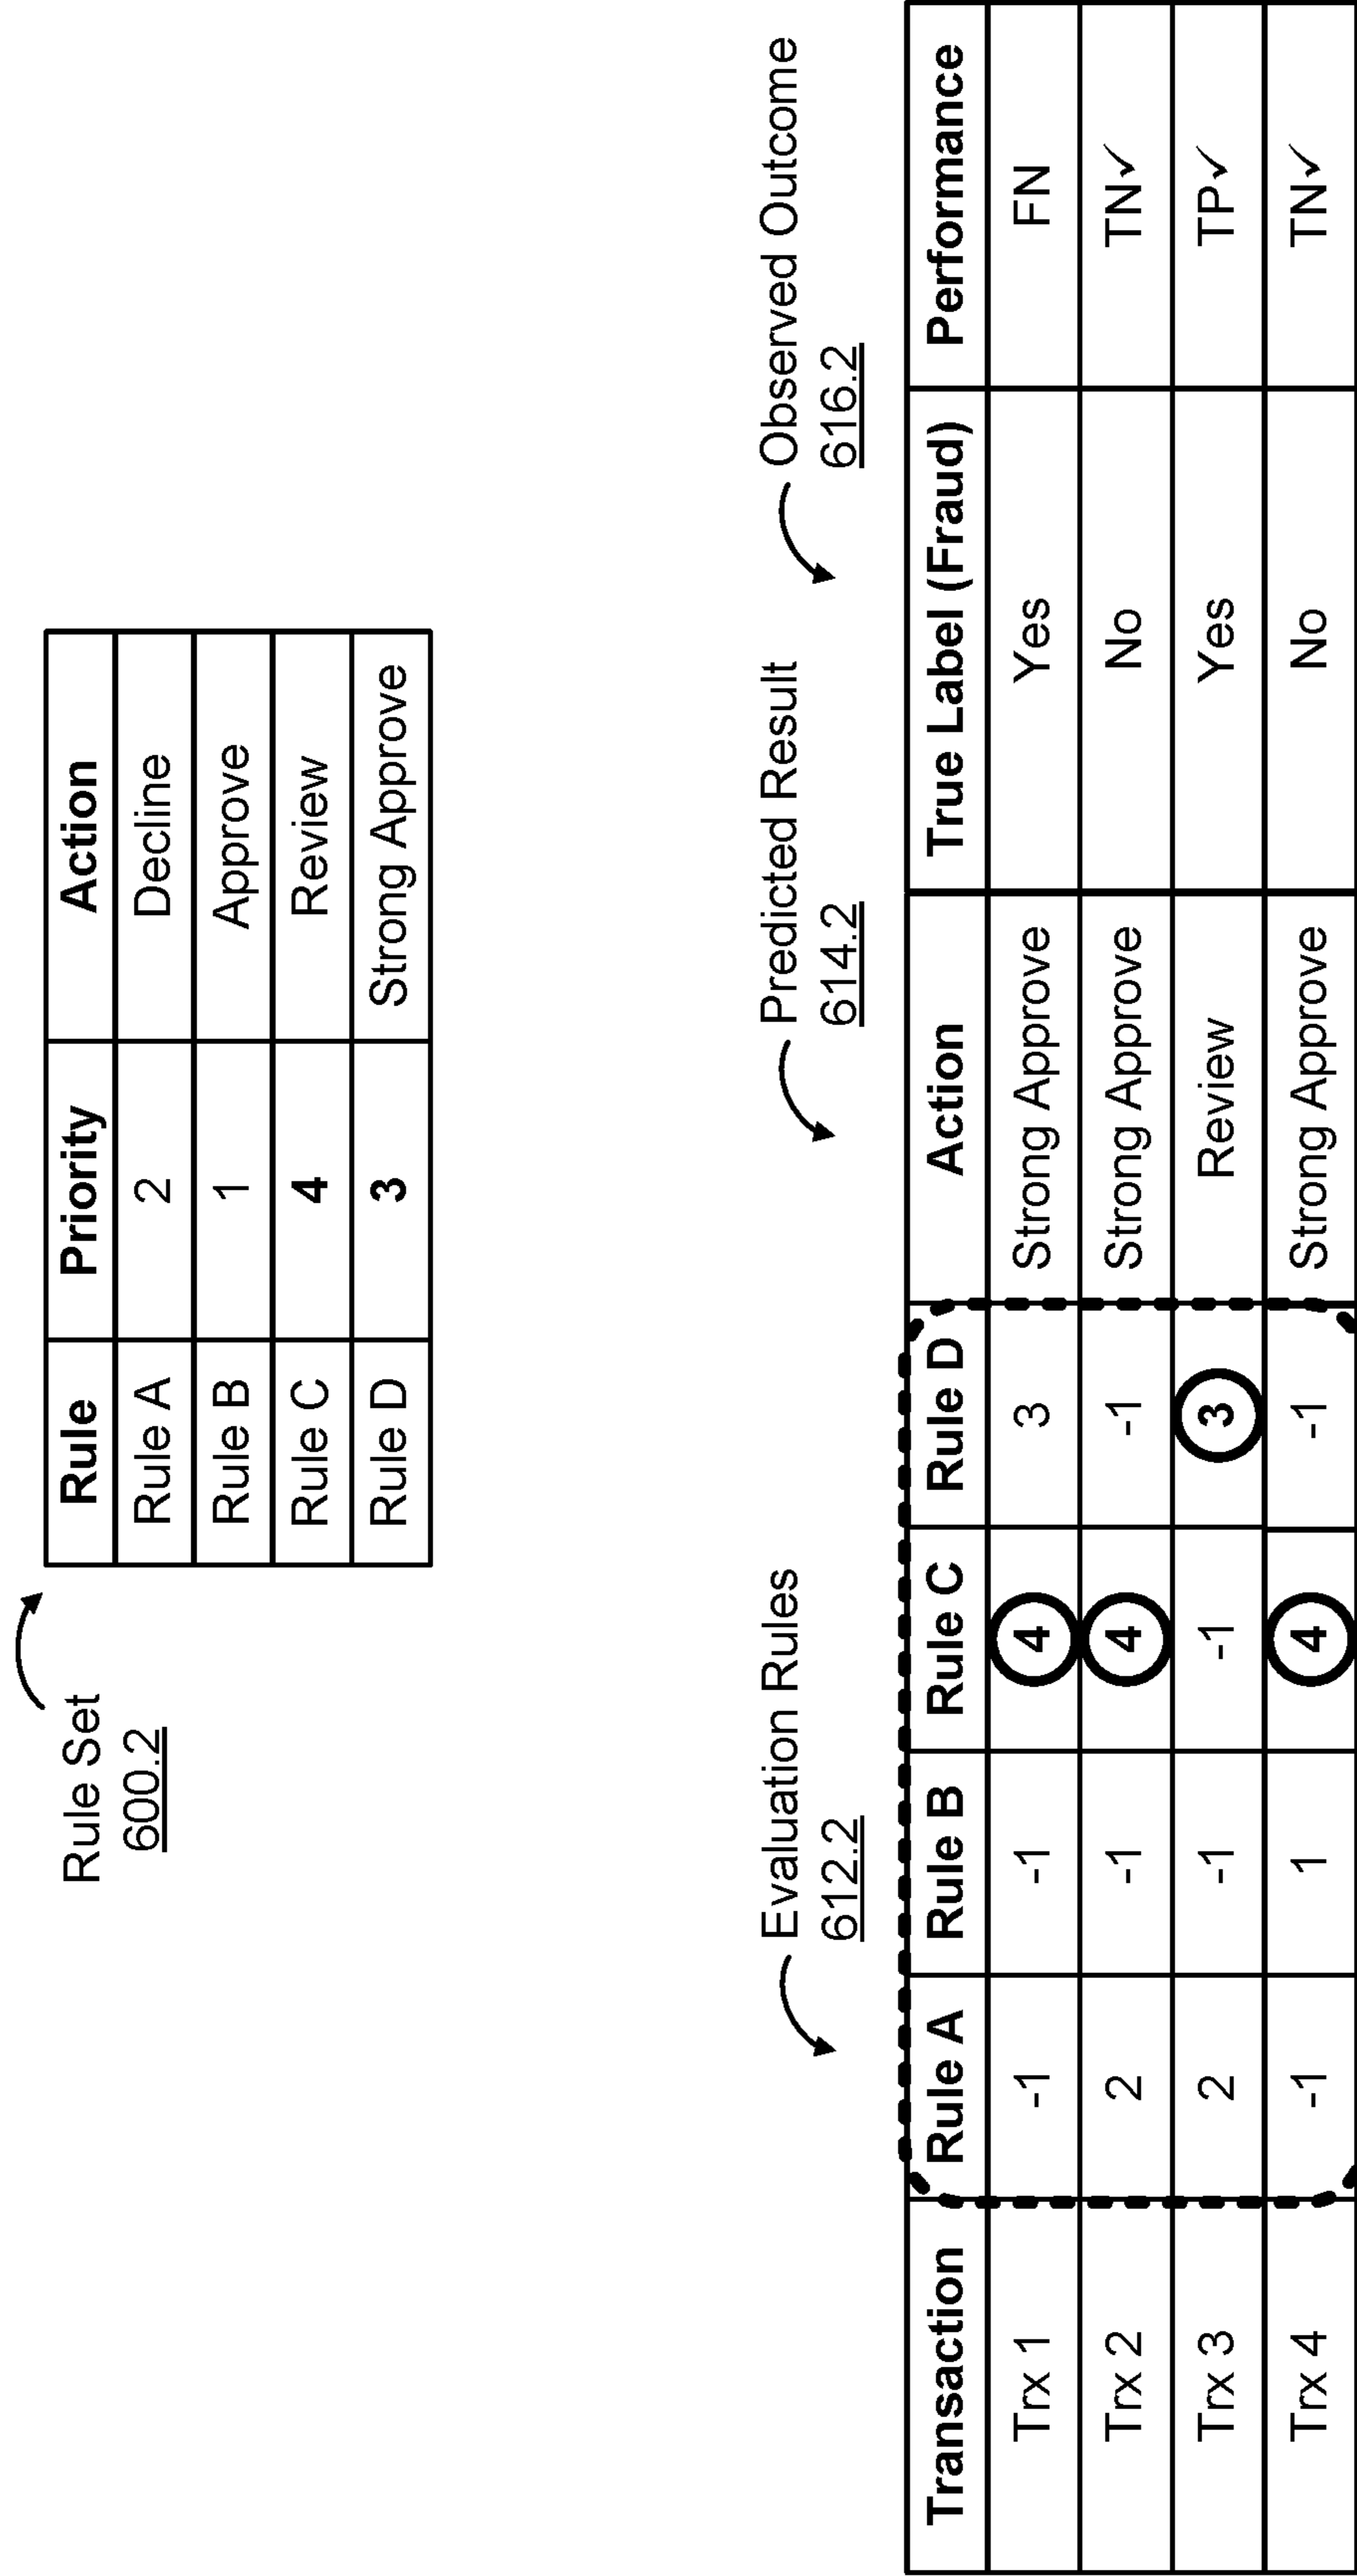 Rule Set
600.2
Rule Priority Action
Rule A 2 Decline
Rule B 1 Approve
Rule C 4 Review
Rule D 3 Strong Approve
Evaluation Rules
612.2
Predicted Result
614.2
Observed Outcome
616.2
Transaction Rule A Rule B Rule C Rule D Action True Label (Fraud) Performance
Trx 1 -1 -1 4 3 Strong Approve Yes FN
Trx 2 2 -1 4 -1 Strong Approve No TN✓
Trx 3 2 -1 -1 3 Review Yes TP✓
Trx 4 -1 1 4 -1 Strong Approve No TN✓